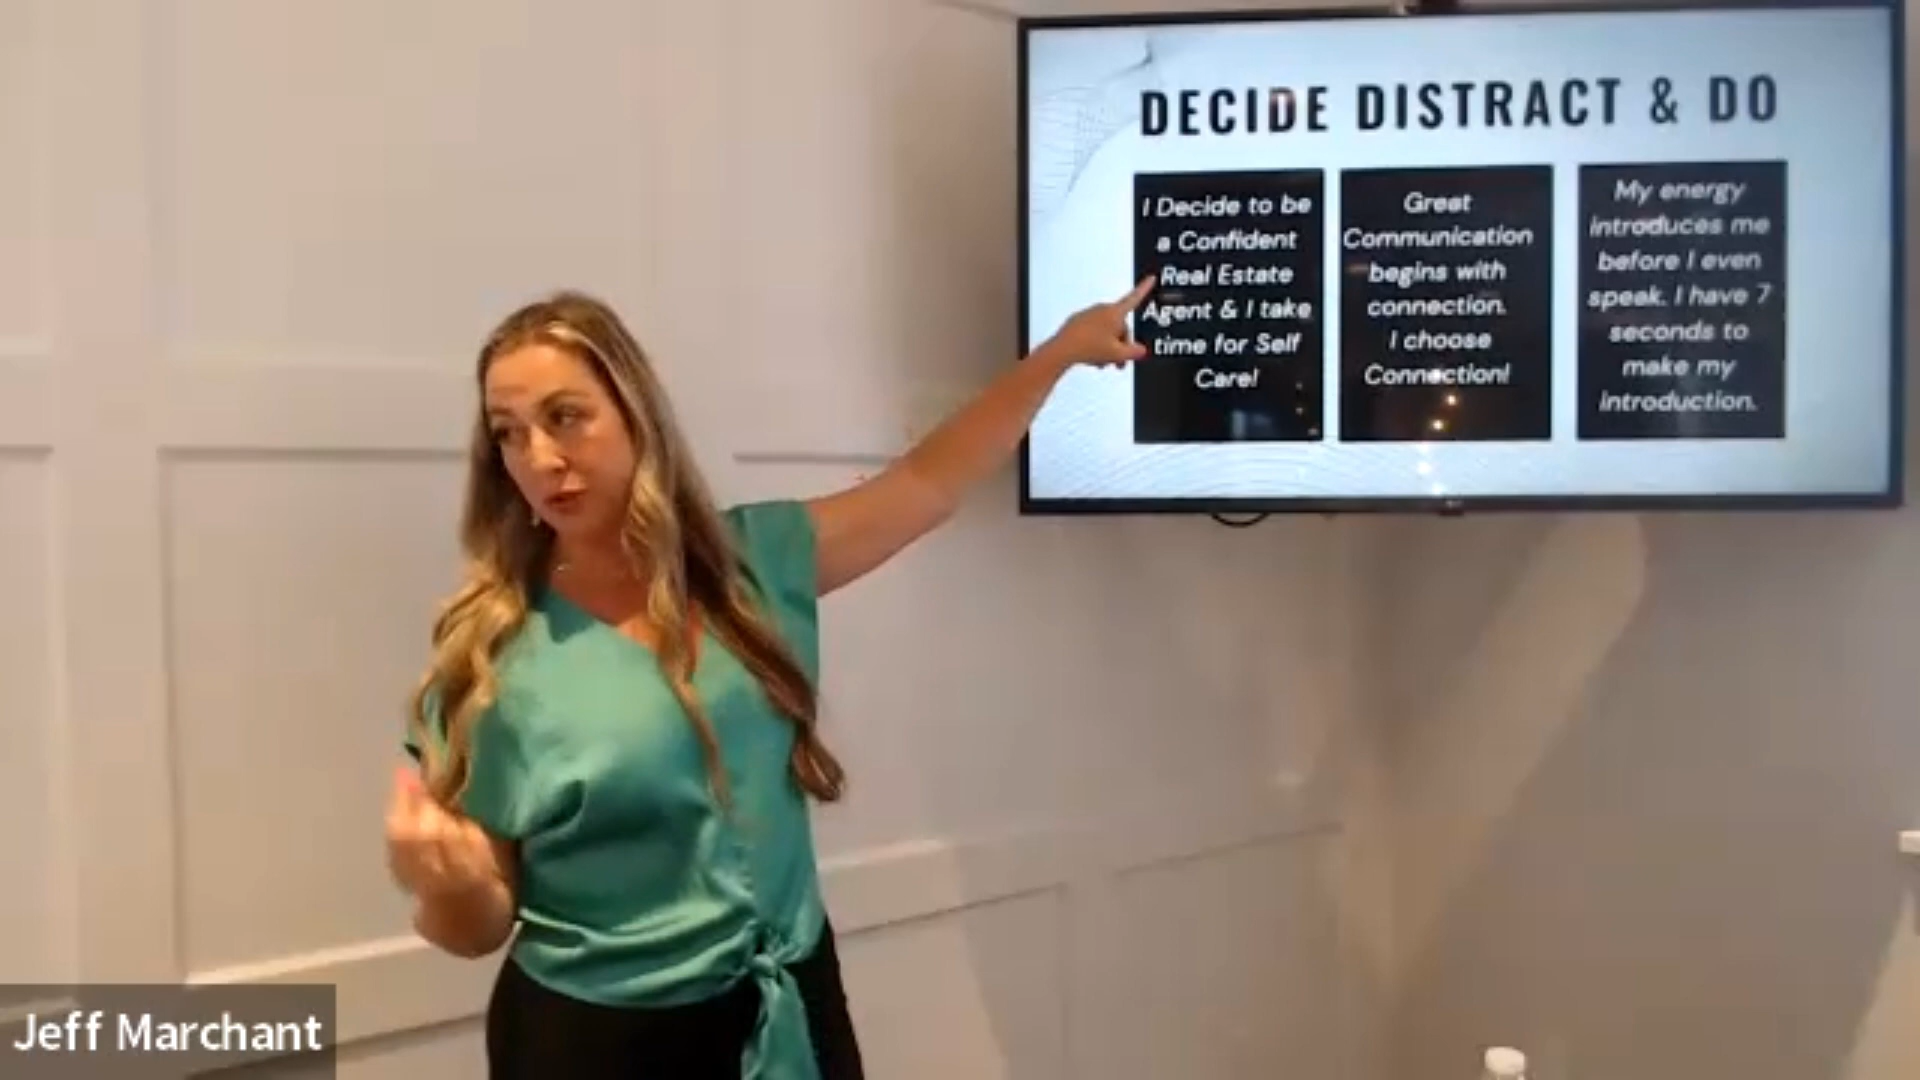 DECIDE DISTRACT & DO
I Decide to be
a Confident
Real Estate
Agent & I take
time for Self
Care!
Great
Communication
begins with
connection.
I choose
Connection!
My energy
introduces me
before I even
speak. I have 7
seconds to
make my
introduction.
Jeff Marchant